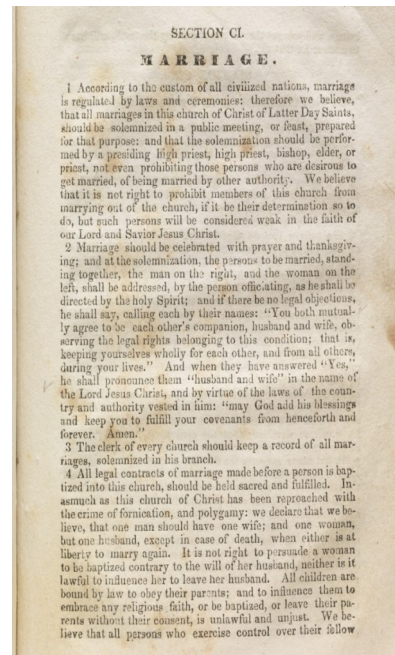 SECTION CI.
MARRIAGE.
1 According to the custom of all civilized nations, marriage
is regulated by laws and ceremonies: therefore we believe,
that all marriages in this church of Christ of Latter Day Saints,
should be solemnized in a public meeting, or feast, prepared
for that purpose: and that the solemnization should be perfor-
med by a presiding high priest, high priest, bishop, elder, or
priest, not even prohibiting those persons who are desirous to
get married, of being married by other authority. We believe
that it is not right to prohibit members of this church from
marrying out of the church, if it be their determination so to
do, but such persons will be considered weak in the faith of
our Lord and Savior Jesus Christ.
2 Marriage should be celebrated with prayer and thanksgiv-
ing; and at the solemnization, the persons to be married, stand-
ing together, the man on the right, and the woman on the
left, shall be addressed, by the person officiating, as he shall be
directed by the holy Spirit; and if there be no legal objections,
he shall say, calling each by their names: "You both mutual-
ly agree to be each other's companion, husband and wife, ob-
serving the legal rights belonging to this condition; that is,
keeping yourselves wholly for each other, and from all others,
during your lives." And when they have answered "Yes,"
he shall pronounce them "husband and wife" in the name of
the Lord Jesus Christ, and by virtue of the laws of the coun-
try and authority vested in him: "may God add his blessings
and keep you to fulfill your covenants from henceforth and
forever. Amen."
3 The clerk of every church should keep a record of all mar-
riages, solemnized in his branch.
4 All legal contracts of marriage made before a person is bap-
tized into this church, should be held sacred and fulfilled. In-
asmuch as this church of Christ has been reproached with
the crime of fornication, and polygamy: we declare that we be-
lieve, that one man should have one wife; and one woman,
but one husband, except in case of death, when either is at
liberty to marry again. It is not right to persuade a woman
to be baptized contrary to the will of her husband, neither is it
lawful to influence her to leave her husband. All children are
bound by law to obey their parents; and to influence them to
embrace any religious faith, or be baptized, or leave their pa-
rents without their consent, is unlawful and unjust. We be-
lieve that all persons who exercise control over their fellow